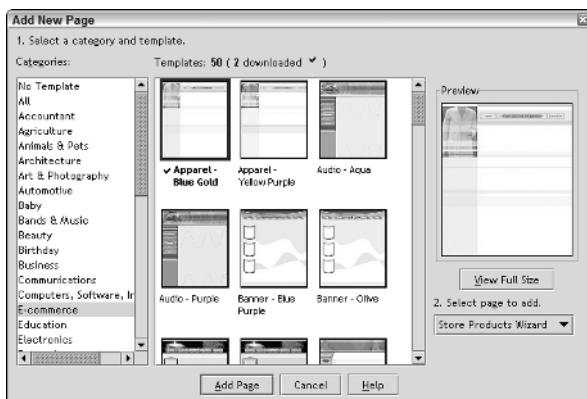 Add New Page
1. Select a category and template.
Categories:
Templates: 50 ( 2 downloaded ✔ )
No Template
All
Accountant
Agriculture
Animals & Pets
Architecture
Art & Photography
Automotive
Baby
Bands & Music
Beauty
Birthday
Business
Communications
Computers, Software, In
E-commerce
Education
Electronics
✔ Apparel -
Blue Gold
Apparel -
Yellow Purple
Audio - Aqua
Audio - Purple
Banner - Blue
Purple
Banner - Olive
Preview
View Full Size
2. Select page to add.
Store Products Wizard
Add Page
Cancel
Help